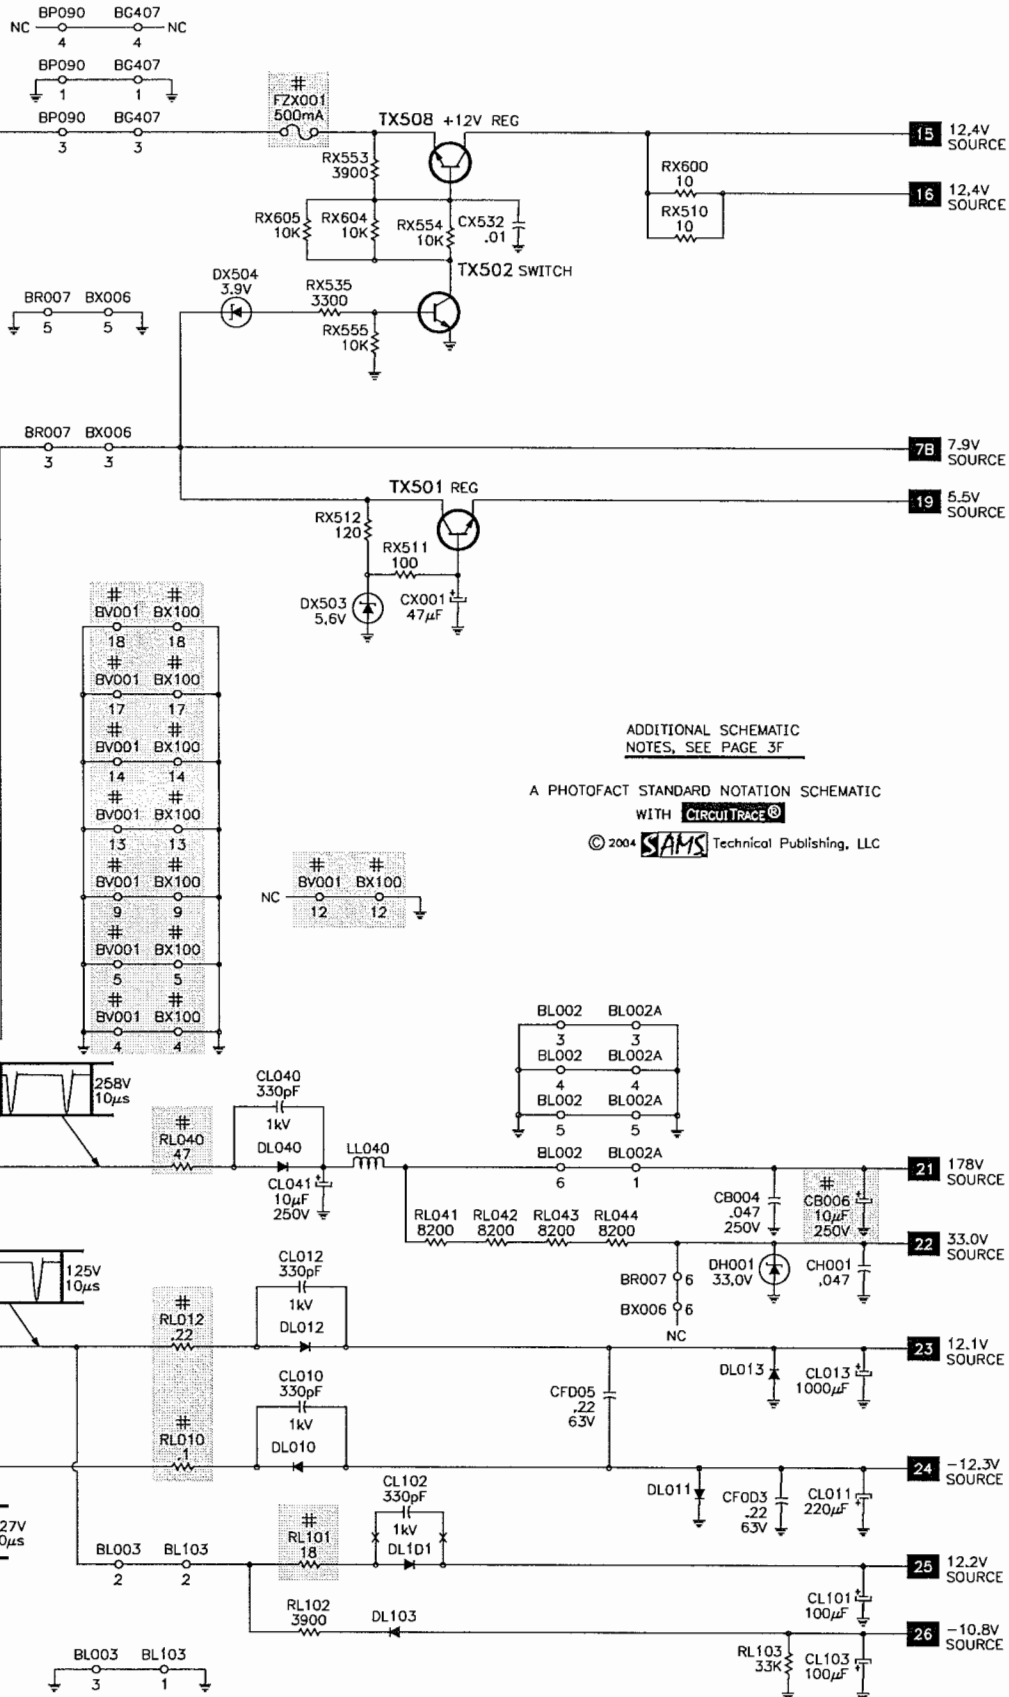 BP090 BG407
NC NC
4 4
BP090 BG407
1 1
BP090 BG407
3 3
#
FZX001
500mA
TX508 +12V REG
15 12,4V
SOURCE
RX553
3900
RX600
10
16 12,4V
SOURCE
RX510
10
RX605
10K
RX604
10K
RX554
10K
CX532
.01
TX502 SWITCH
DX504
3.9V
RX535
3300
BR007 BX006
5 5
RX555
10K
BR007 BX006
3 3
7B 7.9V
SOURCE
TX501 REG
19 5.5V
SOURCE
RX512
120
RX511
100
DX503
5,6V
CX001
47µF
# #
BV001 BX100
18 18
# #
BV001 BX100
17 17
# #
BV001 BX100
14 14
# #
BV001 BX100
13 13
# #
BV001 BX100
9 9
# #
BV001 BX100
5 5
# #
BV001 BX100
4 4
ADDITIONAL SCHEMATIC
NOTES, SEE PAGE 3F
A PHOTOFACT STANDARD NOTATION SCHEMATIC
WITH CIRCUITRACE®
© 2004 SAMS Technical Publishing, LLC
# #
BV001 BX100
NC
12 12
BL002 BL002A
3 3
BL002 BL002A
4 4
BL002 BL002A
5 5
BL002 BL002A
6 1
258V
10µs
#
RL040
47
CL040
330pF
1kV
DL040
LL040
CL041
10µF
250V
21 178V
SOURCE
CB004
.047
250V
#
CB006
10µF
250V
RL041 RL042 RL043 RL044
8200 8200 8200 8200
22 33.0V
SOURCE
BR007 6
BX006 6
NC
DH001
33,0V
CH001
,047
125V
10µs
#
RL012
.22
CL012
330pF
1kV
DL012
23 12.1V
SOURCE
DL013
CL013
1000µF
CFD05
.22
63V
#
RL010
.1
CL010
330pF
1kV
DL010
24 -12.3V
SOURCE
DL011
CF0D3
.22
63V
CL011
220µF
27V
0µs
BL003 BL103
2 2
#
RL101
18
CL102
330pF
1kV
DL1D1
25 12.2V
SOURCE
CL101
100µF
RL102
3900
DL103
26 -10.8V
SOURCE
RL103
33K
CL103
100µF
BL003 BL103
3 1